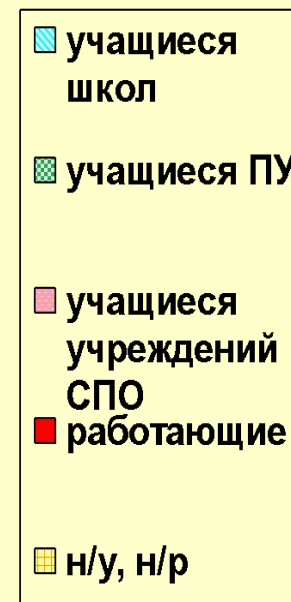 учащиеся
школ
учащиеся ПУ
учащиеся
учреждений
СПО
работающие
н/у, н/р